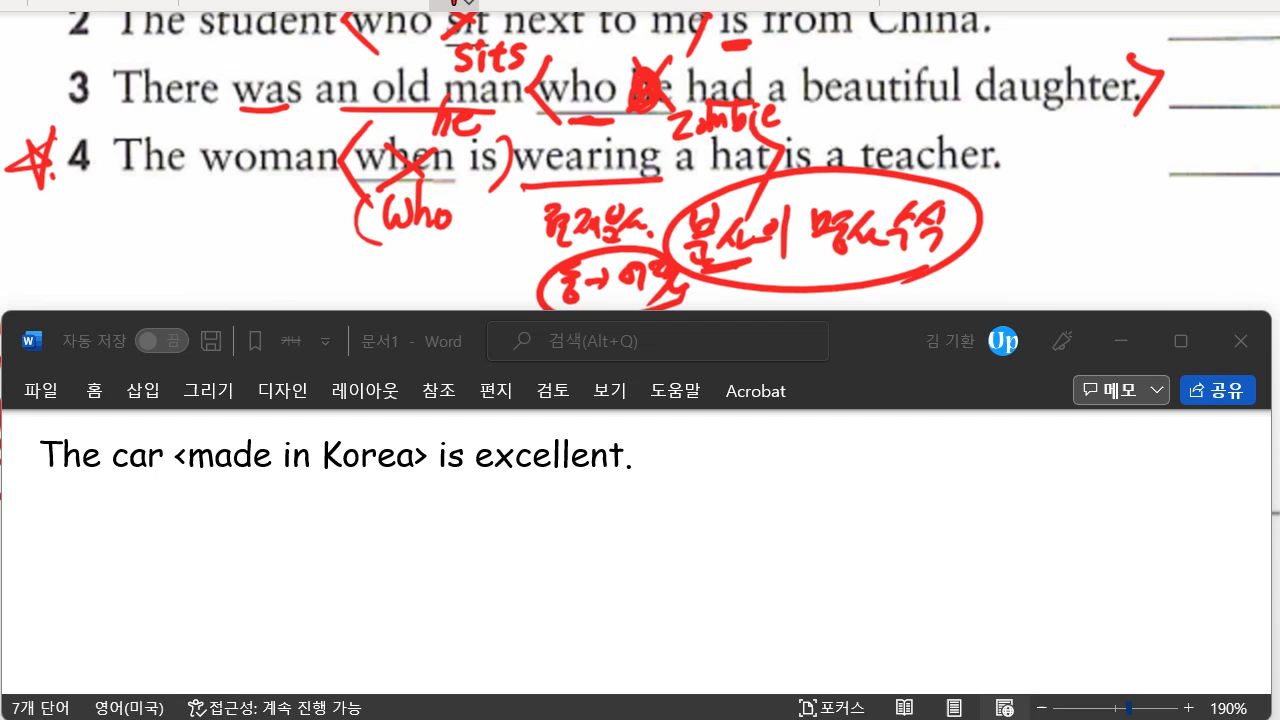 2 The student <who sit next to me> is from China.
sits
3 There was an old man <who he had a beautiful daughter.>
he zombie
4 The woman <when is) wearing a hat> is a teacher.
(who
현재분사. 분사의 명사수식
자동 저장 끔 문서1 - Word 검색(Alt+Q) 김 기환 Up
파일 홈 삽입 그리기 디자인 레이아웃 참조 편지 검토 보기 도움말 Acrobat 메모 공유
The car <made in Korea> is excellent.
7개 단어 영어(미국) 접근성: 계속 진행 가능 포커스 190%